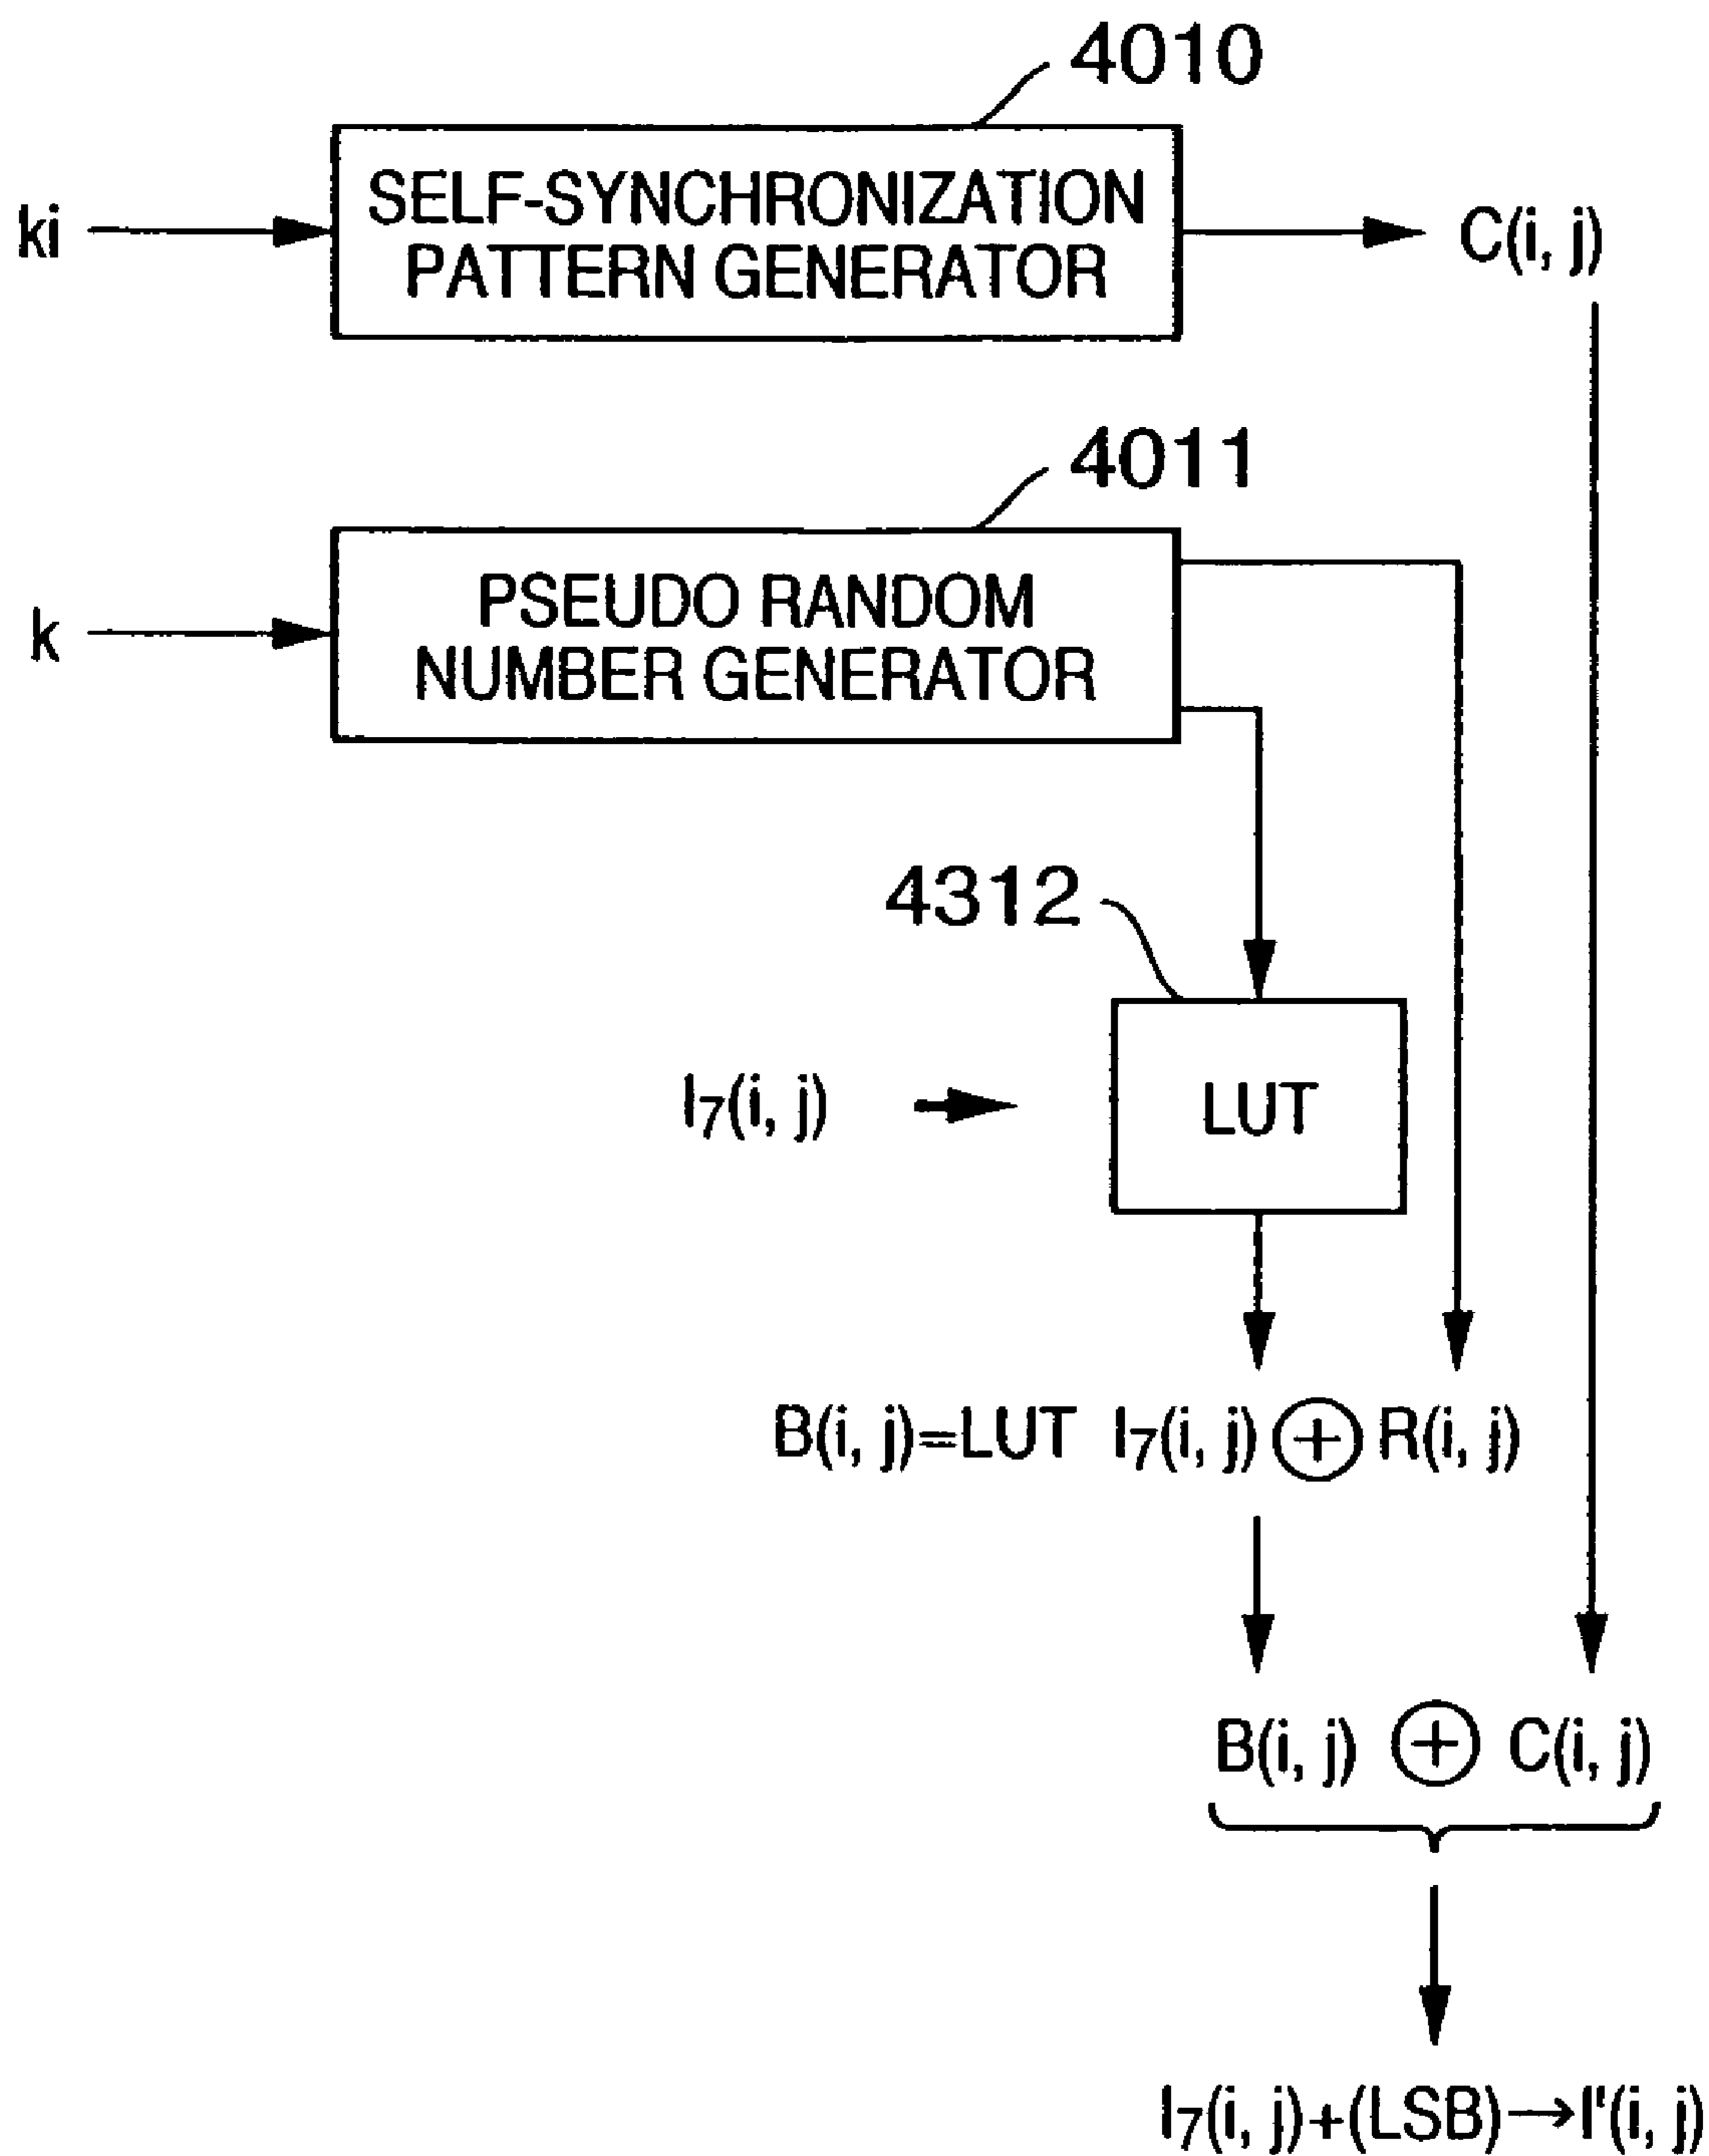 4010
SELF-SYNCHRONIZATION
PATTERN GENERATOR
ki
C(i, j)
4011
PSEUDO RANDOM
NUMBER GENERATOR
k
4312
LUT
I7(i, j)
B(i, j)=LUT I7(i, j) ⊕ R(i, j)
B(i, j) ⊕ C(i, j)
I7(i, j)+(LSB)→I'(i, j)